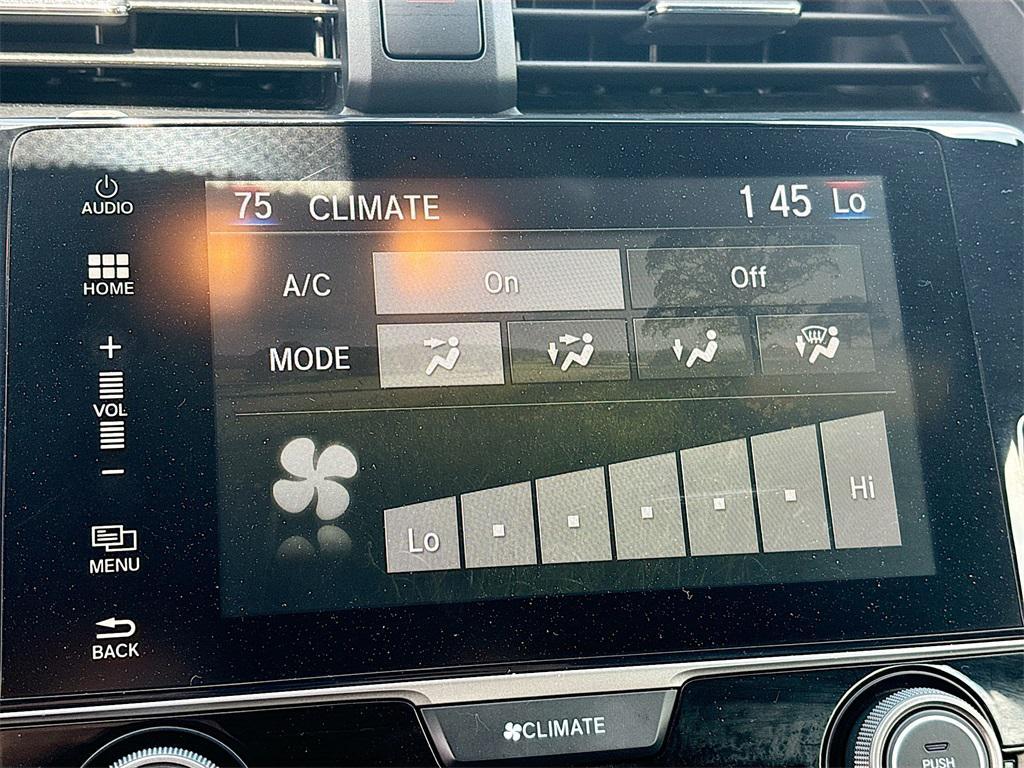 75 CLIMATE 1 45 Lo
AUDIO
HOME
A/C On Off
MODE
+
VOL
−
Lo Hi
MENU
BACK
CLIMATE
PUSH